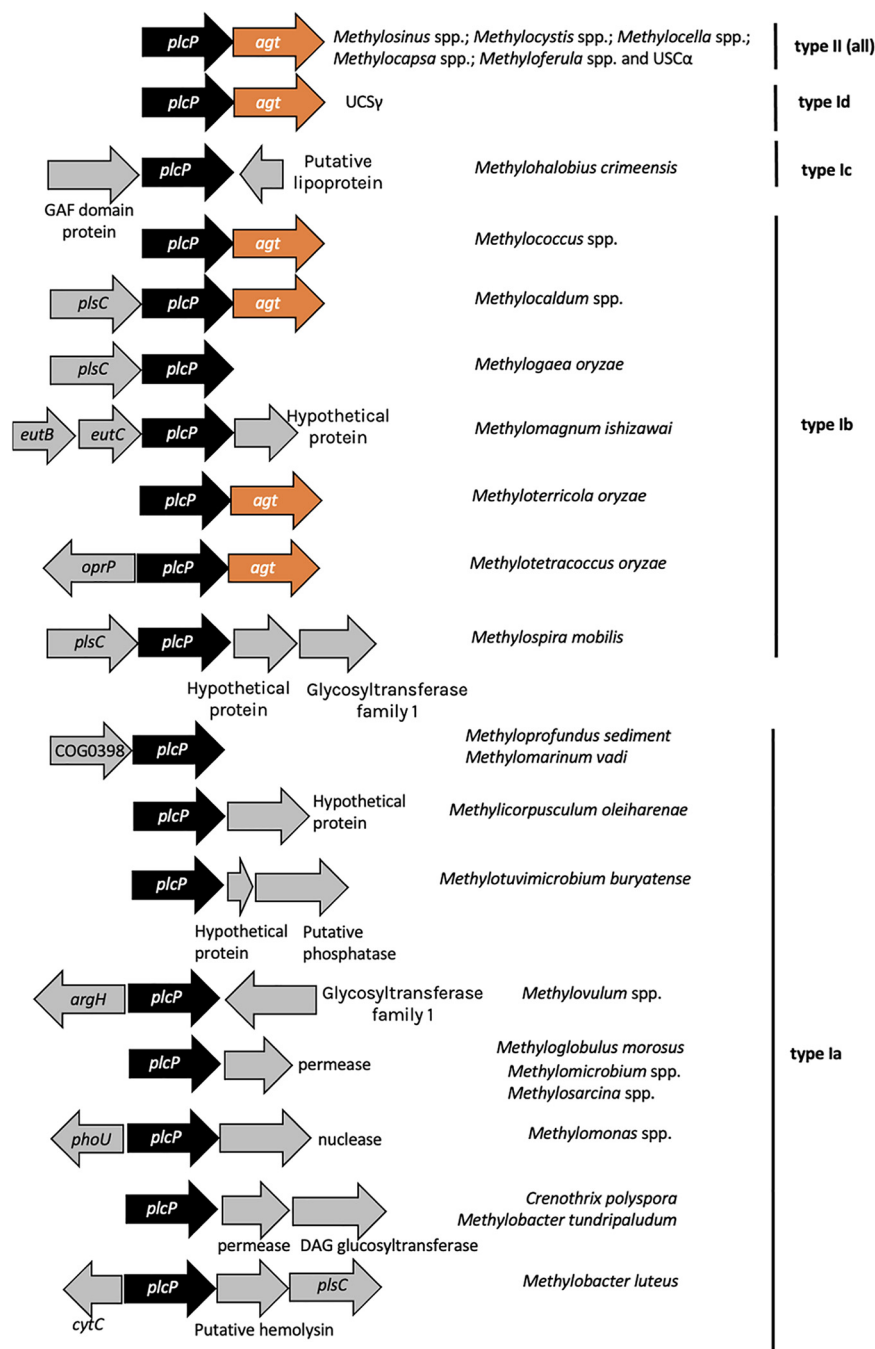 plcP agt Methylosinus spp.; Methylocystis spp.; Methylocella spp.;
Methylocapsa spp.; Methyloferula spp. and USCα
type II (all)
plcP agt UCSγ type Id
plcP Putative
lipoprotein
Methylohalobius crimeensis type Ic
GAF domain
protein
plcP agt Methylococcus spp.
plsC plcP agt Methylocaldum spp.
plsC plcP Methylogaea oryzae
type Ib
eutB eutC plcP Hypothetical
protein
Methylomagnum ishizawai
plcP agt Methyloterricola oryzae
oprP plcP agt Methylotetracoccus oryzae
plsC plcP Methylospira mobilis
Hypothetical
protein
Glycosyltransferase
family 1
COG0398 plcP Methyloprofundus sediment
Methylomarinum vadi
plcP Hypothetical
protein
Methylicorpusculum oleiharenae
plcP Methylotuvimicrobium buryatense
Hypothetical
protein
Putative
phosphatase
argH plcP Glycosyltransferase
family 1
Methylovulum spp.
type Ia
plcP permease Methyloglobulus morosus
Methylomicrobium spp.
Methylosarcina spp.
phoU plcP nuclease Methylomonas spp.
plcP Crenothrix polyspora
Methylobacter tundripaludum
permease DAG glucosyltransferase
plcP plsC Methylobacter luteus
cytC Putative hemolysin